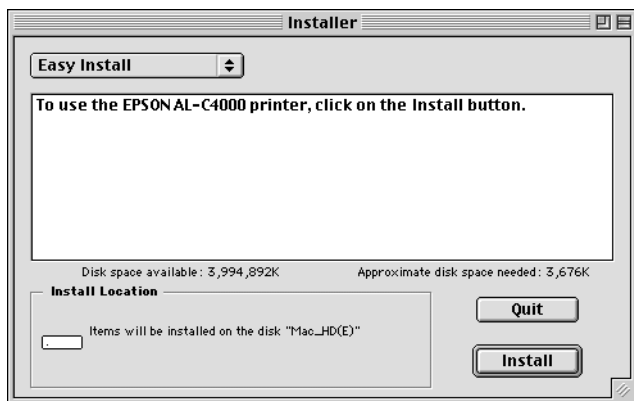 Installer
Easy Install
To use the EPSON AL-C4000 printer, click on the Install button.
Disk space available: 3,994,892K
Approximate disk space needed: 3,676K
Install Location
Items will be installed on the disk "Mac_HD(E)"
Quit
Install